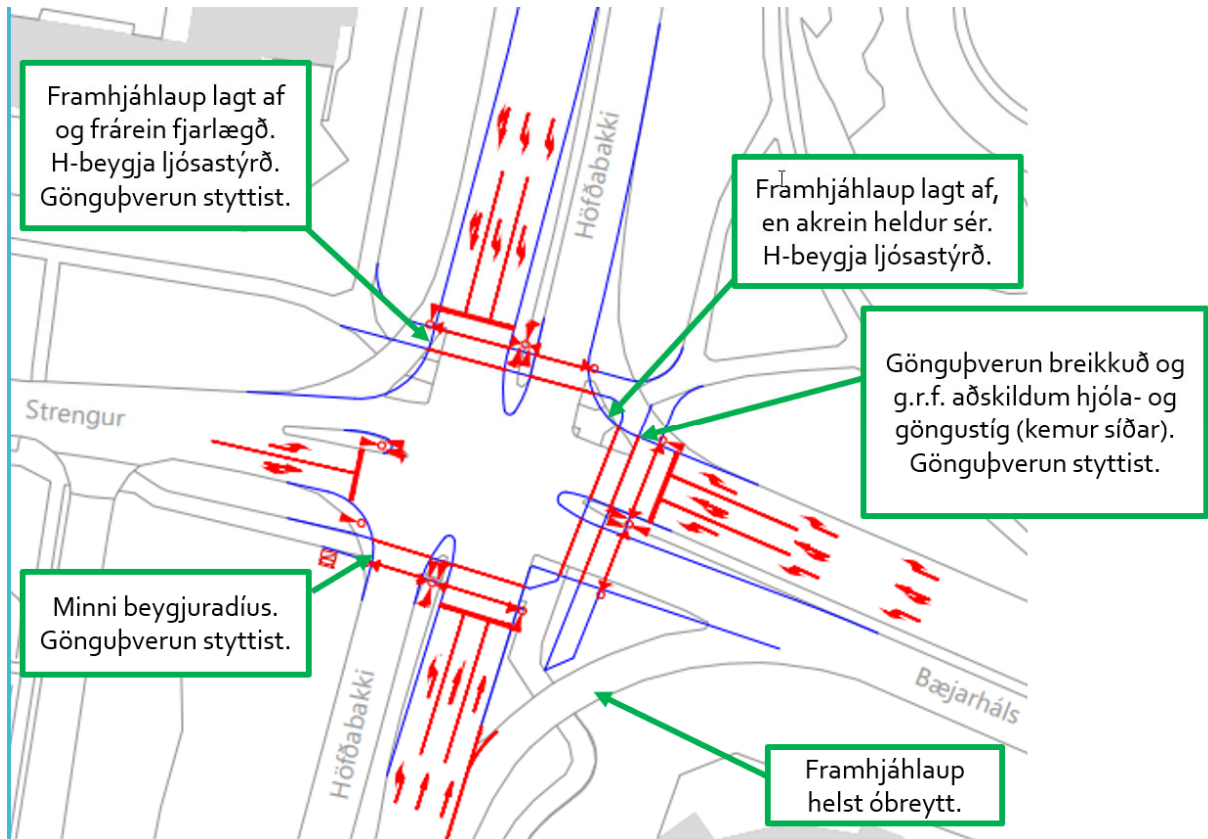 Framhjáhlaup lagt af
og frárein fjarlægð.
H-beygja ljósastýrð.
Gönguþverun styttist.
Höfðabakki
Framhjáhlaup lagt af,
en akrein heldur sér.
H-beygja ljósastýrð.
Gönguþverun breikkuð og
g.r.f. aðskildum hjóla- og
göngustíg (kemur síðar).
Gönguþverun styttist.
Strengur
Minni beygjuradíus.
Gönguþverun styttist.
Höfðabakki
Bæjarháls
Framhjáhlaup
helst óbreytt.